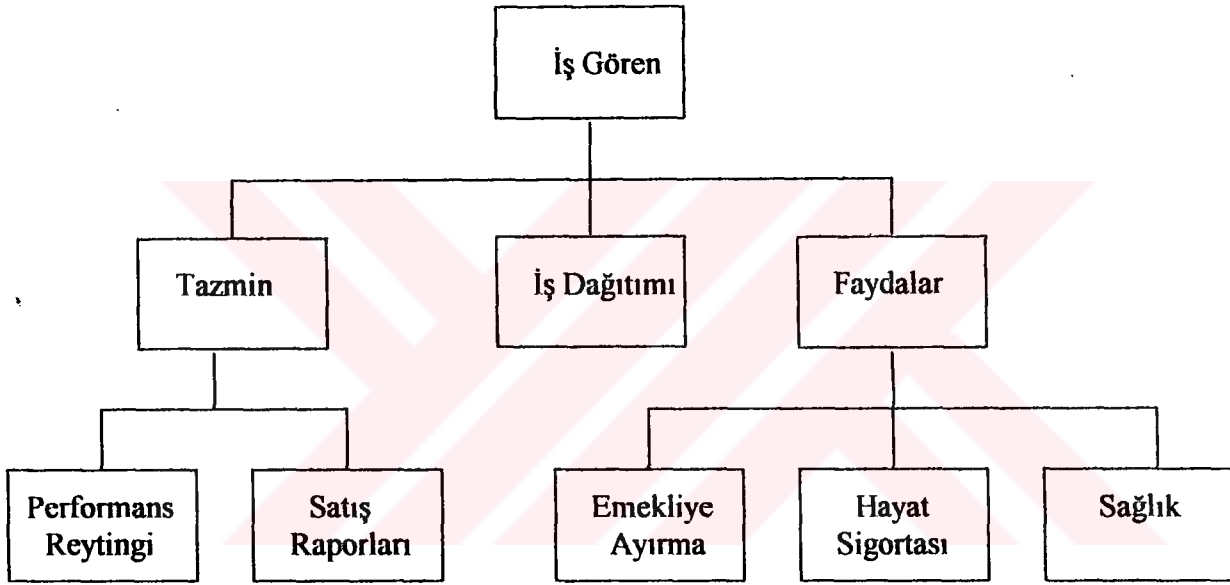 İş Gören
Tazmin
İş Dağıtımı
Faydalar
Performans
Reytingi
Satış
Raporları
Emekliye
Ayırma
Hayat
Sigortası
Sağlık